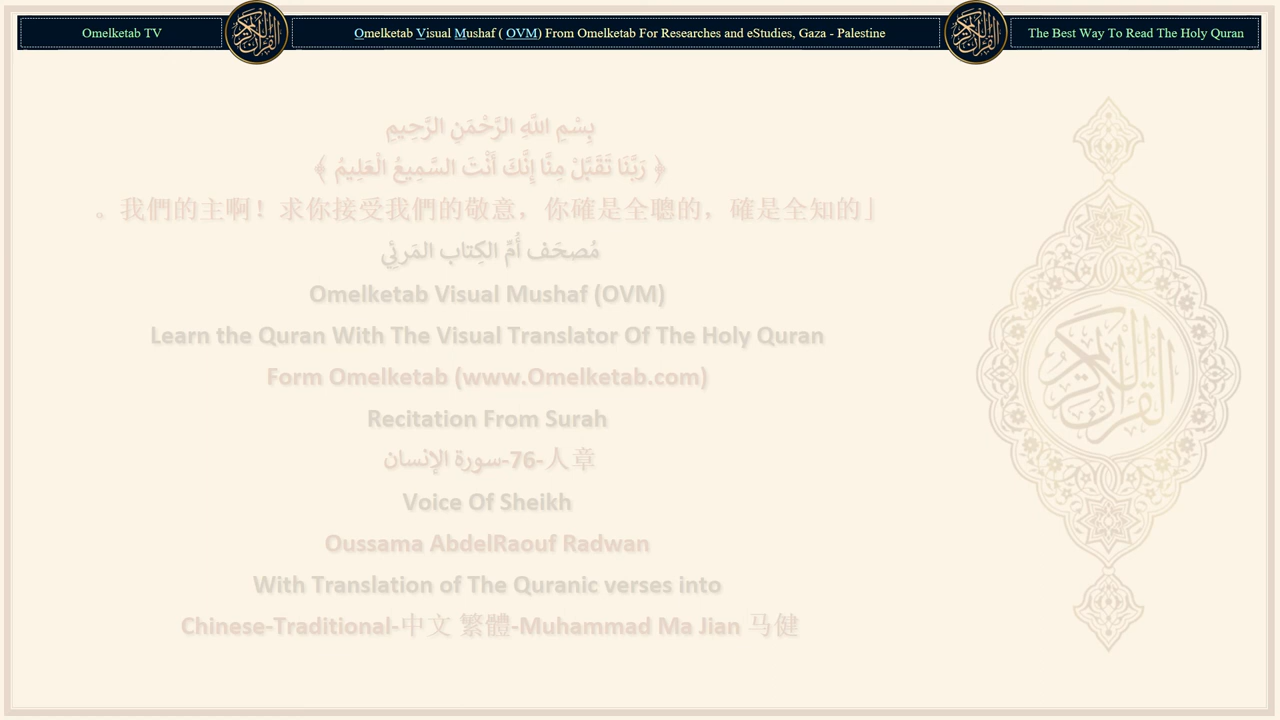 Omelketab TV
Omelketab Visual Mushaf ( OVM) From Omelketab For Researches and eStudies, Gaza - Palestine
The Best Way To Read The Holy Quran
بِسْمِ اللَّهِ الرَّحْمَنِ الرَّحِيمِ
﴿ رَبَّنَا تَقَبَّلْ مِنَّا إِنَّكَ أَنْتَ السَّمِيعُ الْعَلِيمُ ﴾
。我們的主啊！求你接受我們的敬意，你確是全聰的，確是全知的」
مُصحَف أُمِّ الكِتاب المَرئِي
Omelketab Visual Mushaf (OVM)
Learn the Quran With The Visual Translator Of The Holy Quran
Form Omelketab (www.Omelketab.com)
Recitation From Surah
سورة الإنسان-76-人章
Voice Of Sheikh
Oussama AbdelRaouf Radwan
With Translation of The Quranic verses into
Chinese-Traditional-中文 繁體-Muhammad Ma Jian 马健